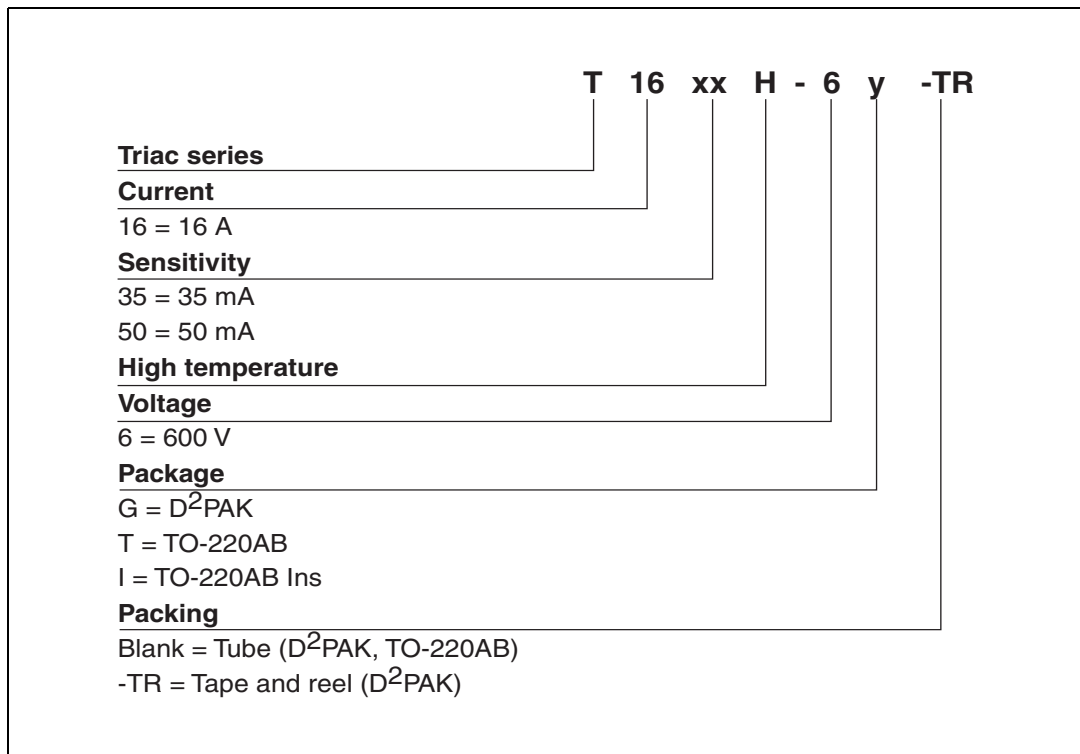 T 16 xx H - 6 y -TR
Triac series
Current
16 = 16 A
Sensitivity
35 = 35 mA
50 = 50 mA
High temperature
Voltage
6 = 600 V
Package
G = D²PAK
T = TO-220AB
I = TO-220AB Ins
Packing
Blank = Tube (D²PAK, TO-220AB)
-TR = Tape and reel (D²PAK)